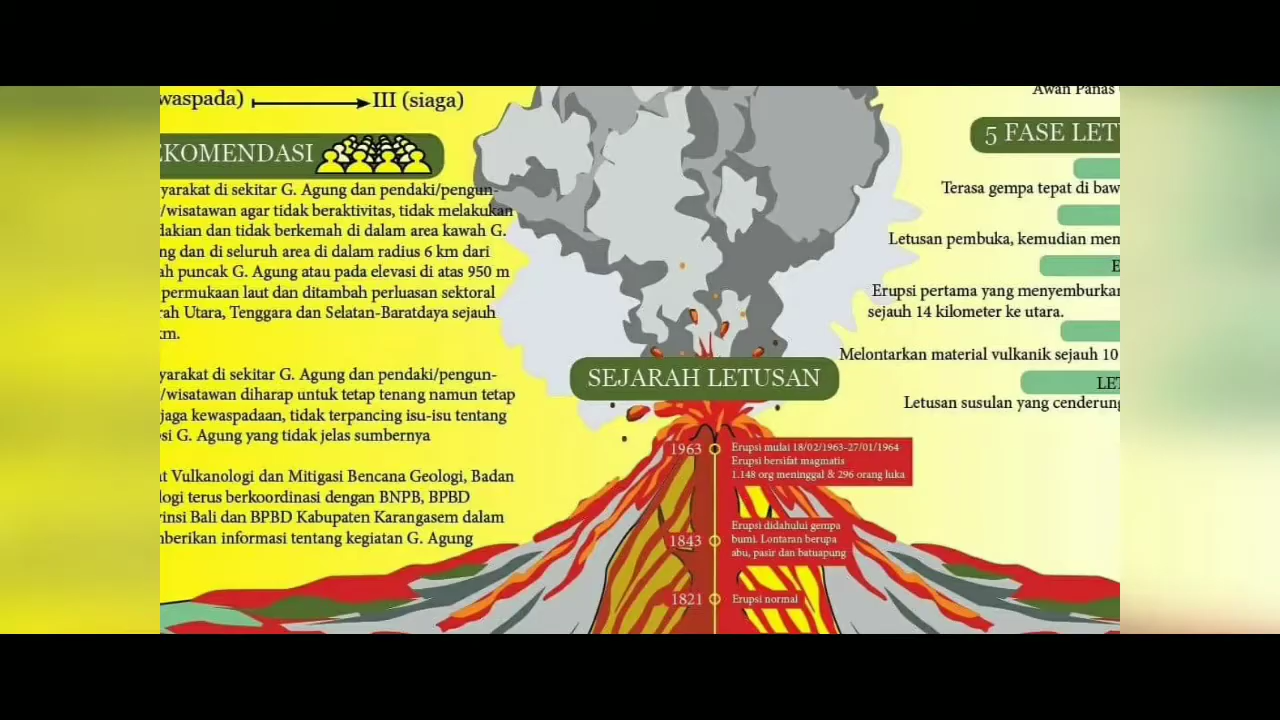 waspada) III (siaga)
EKOMENDASI
yarakat di sekitar G. Agung dan pendaki/pengun-
/wisatawan agar tidak beraktivitas, tidak melakukan
dakian dan tidak berkemah di dalam area kawah G.
ng dan di seluruh area di dalam radius 6 km dari
ah puncak G. Agung atau pada elevasi di atas 950 m
permukaan laut dan ditambah perluasan sektoral
rah Utara, Tenggara dan Selatan-Baratdaya sejauh
km.
yarakat di sekitar G. Agung dan pendaki/pengun-
/wisatawan diharap untuk tetap tenang namun tetap
jaga kewaspadaan, tidak terpancing isu-isu tentang
si G. Agung yang tidak jelas sumbernya
at Vulkanologi dan Mitigasi Bencana Geologi, Badan
logi terus berkoordinasi dengan BNPB, BPBD
vinsi Bali dan BPBD Kabupaten Karangasem dalam
mberikan informasi tentang kegiatan G. Agung
SEJARAH LETUSAN
1963
Erupsi mulai 18/02/1963-27/01/1964
Erupsi bersifat magmatis
1.148 org meninggal & 296 orang luka
1843
Erupsi didahului gempa
bumi. Lontaran berupa
abu, pasir dan batuapung
1821
Erupsi normal
Awan Panas
5 FASE LET
Terasa gempa tepat di baw
Letusan pembuka, kemudian men
E
Erupsi pertama yang menyemburkan
sejauh 14 kilometer ke utara.
Melontarkan material vulkanik sejauh 10
LET
Letusan susulan yang cenderung